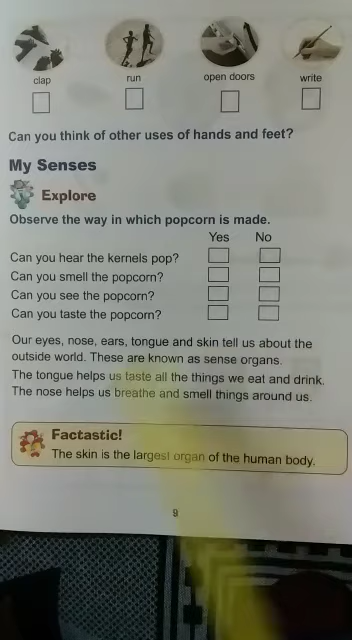 clap run open doors write
Can you think of other uses of hands and feet?
My Senses
Explore
Observe the way in which popcorn is made.
Yes No
Can you hear the kernels pop?
Can you smell the popcorn?
Can you see the popcorn?
Can you taste the popcorn?
Our eyes, nose, ears, tongue and skin tell us about the
outside world. These are known as sense organs.
The tongue helps us taste all the things we eat and drink.
The nose helps us breathe and smell things around us.
Factastic!
The skin is the largest organ of the human body.
9